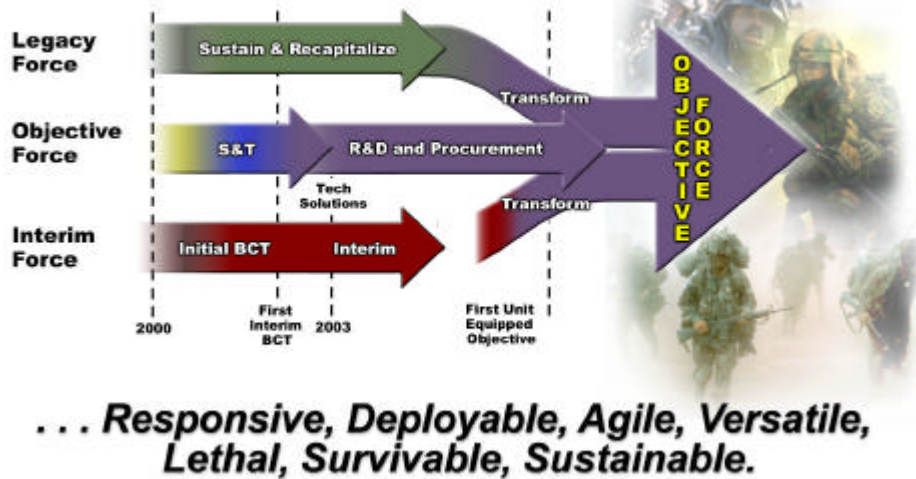 Legacy
Force
Sustain & Recapitalize
Transform
Objective
Force
S&T
R&D and Procurement
Tech
Solutions
Transform
Interim
Force
Initial BCT
Interim
OBJECTIVE
FORCE
2000
First
Interim
BCT
2003
First Unit
Equipped
Objective
. . . Responsive, Deployable, Agile, Versatile,
Lethal, Survivable, Sustainable.